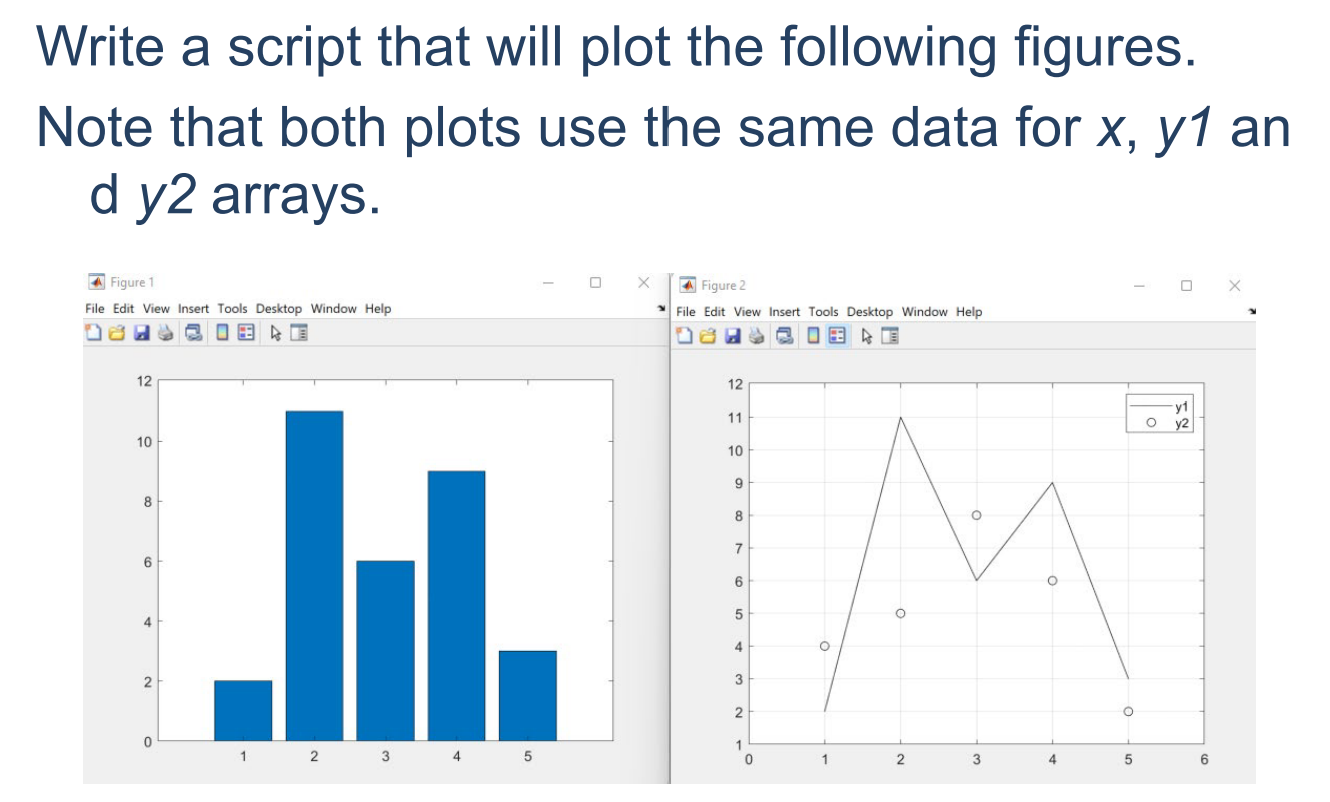 Write a script that will plot the following figures.
Note that both plots use the same data for x, y1 an
d y2 arrays.
Figure 1
File Edit View Insert Tools Desktop Window Help
12
10
8
6
4
2
0
1 2 3 4 5
Figure 2
File Edit View Insert Tools Desktop Window Help
12
11
10
9
8
7
6
5
4
3
2
1
0 1 2 3 4 5 6
y1
y2